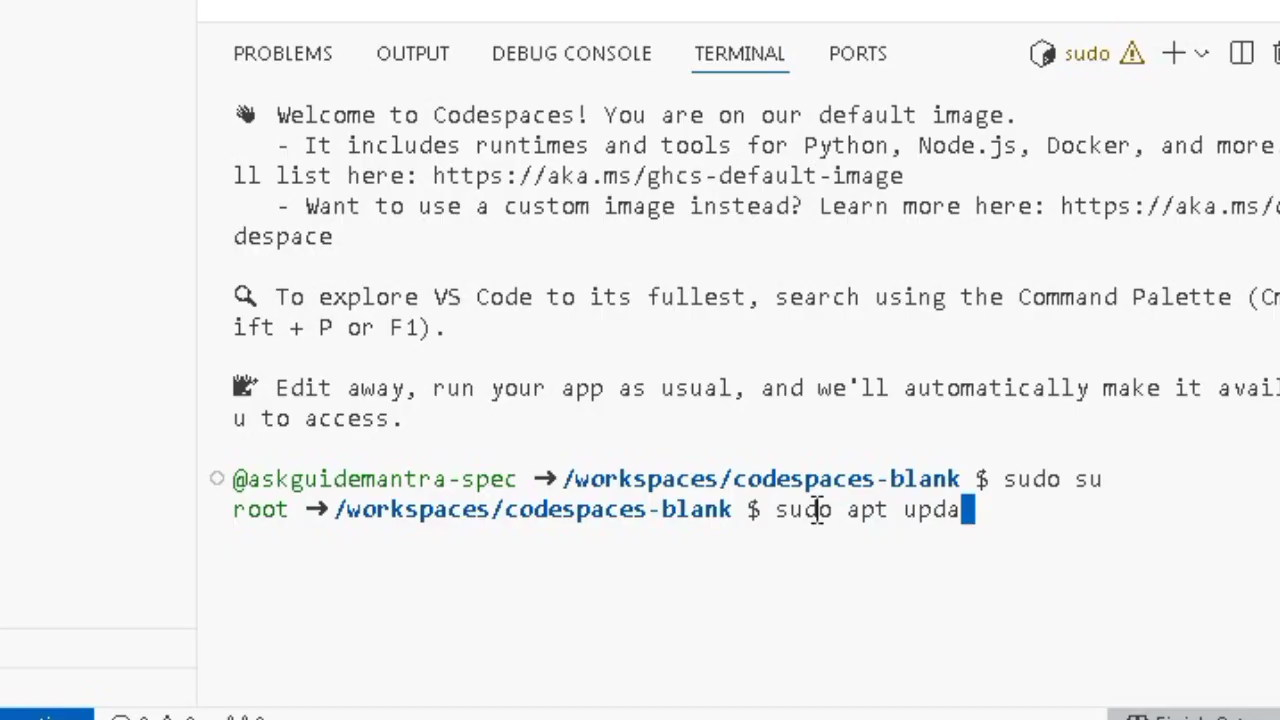 PROBLEMS OUTPUT DEBUG CONSOLE TERMINAL PORTS sudo
Welcome to Codespaces! You are on our default image.
- It includes runtimes and tools for Python, Node.js, Docker, and more
ll list here: https://aka.ms/ghcs-default-image
- Want to use a custom image instead? Learn more here: https://aka.ms/
despace
To explore VS Code to its fullest, search using the Command Palette (
ift + P or F1).
Edit away, run your app as usual, and we'll automatically make it avail
u to access.
@askguidemantra-spec ➜ /workspaces/codespaces-blank $ sudo su
root ➜ /workspaces/codespaces-blank $ sudo apt upda